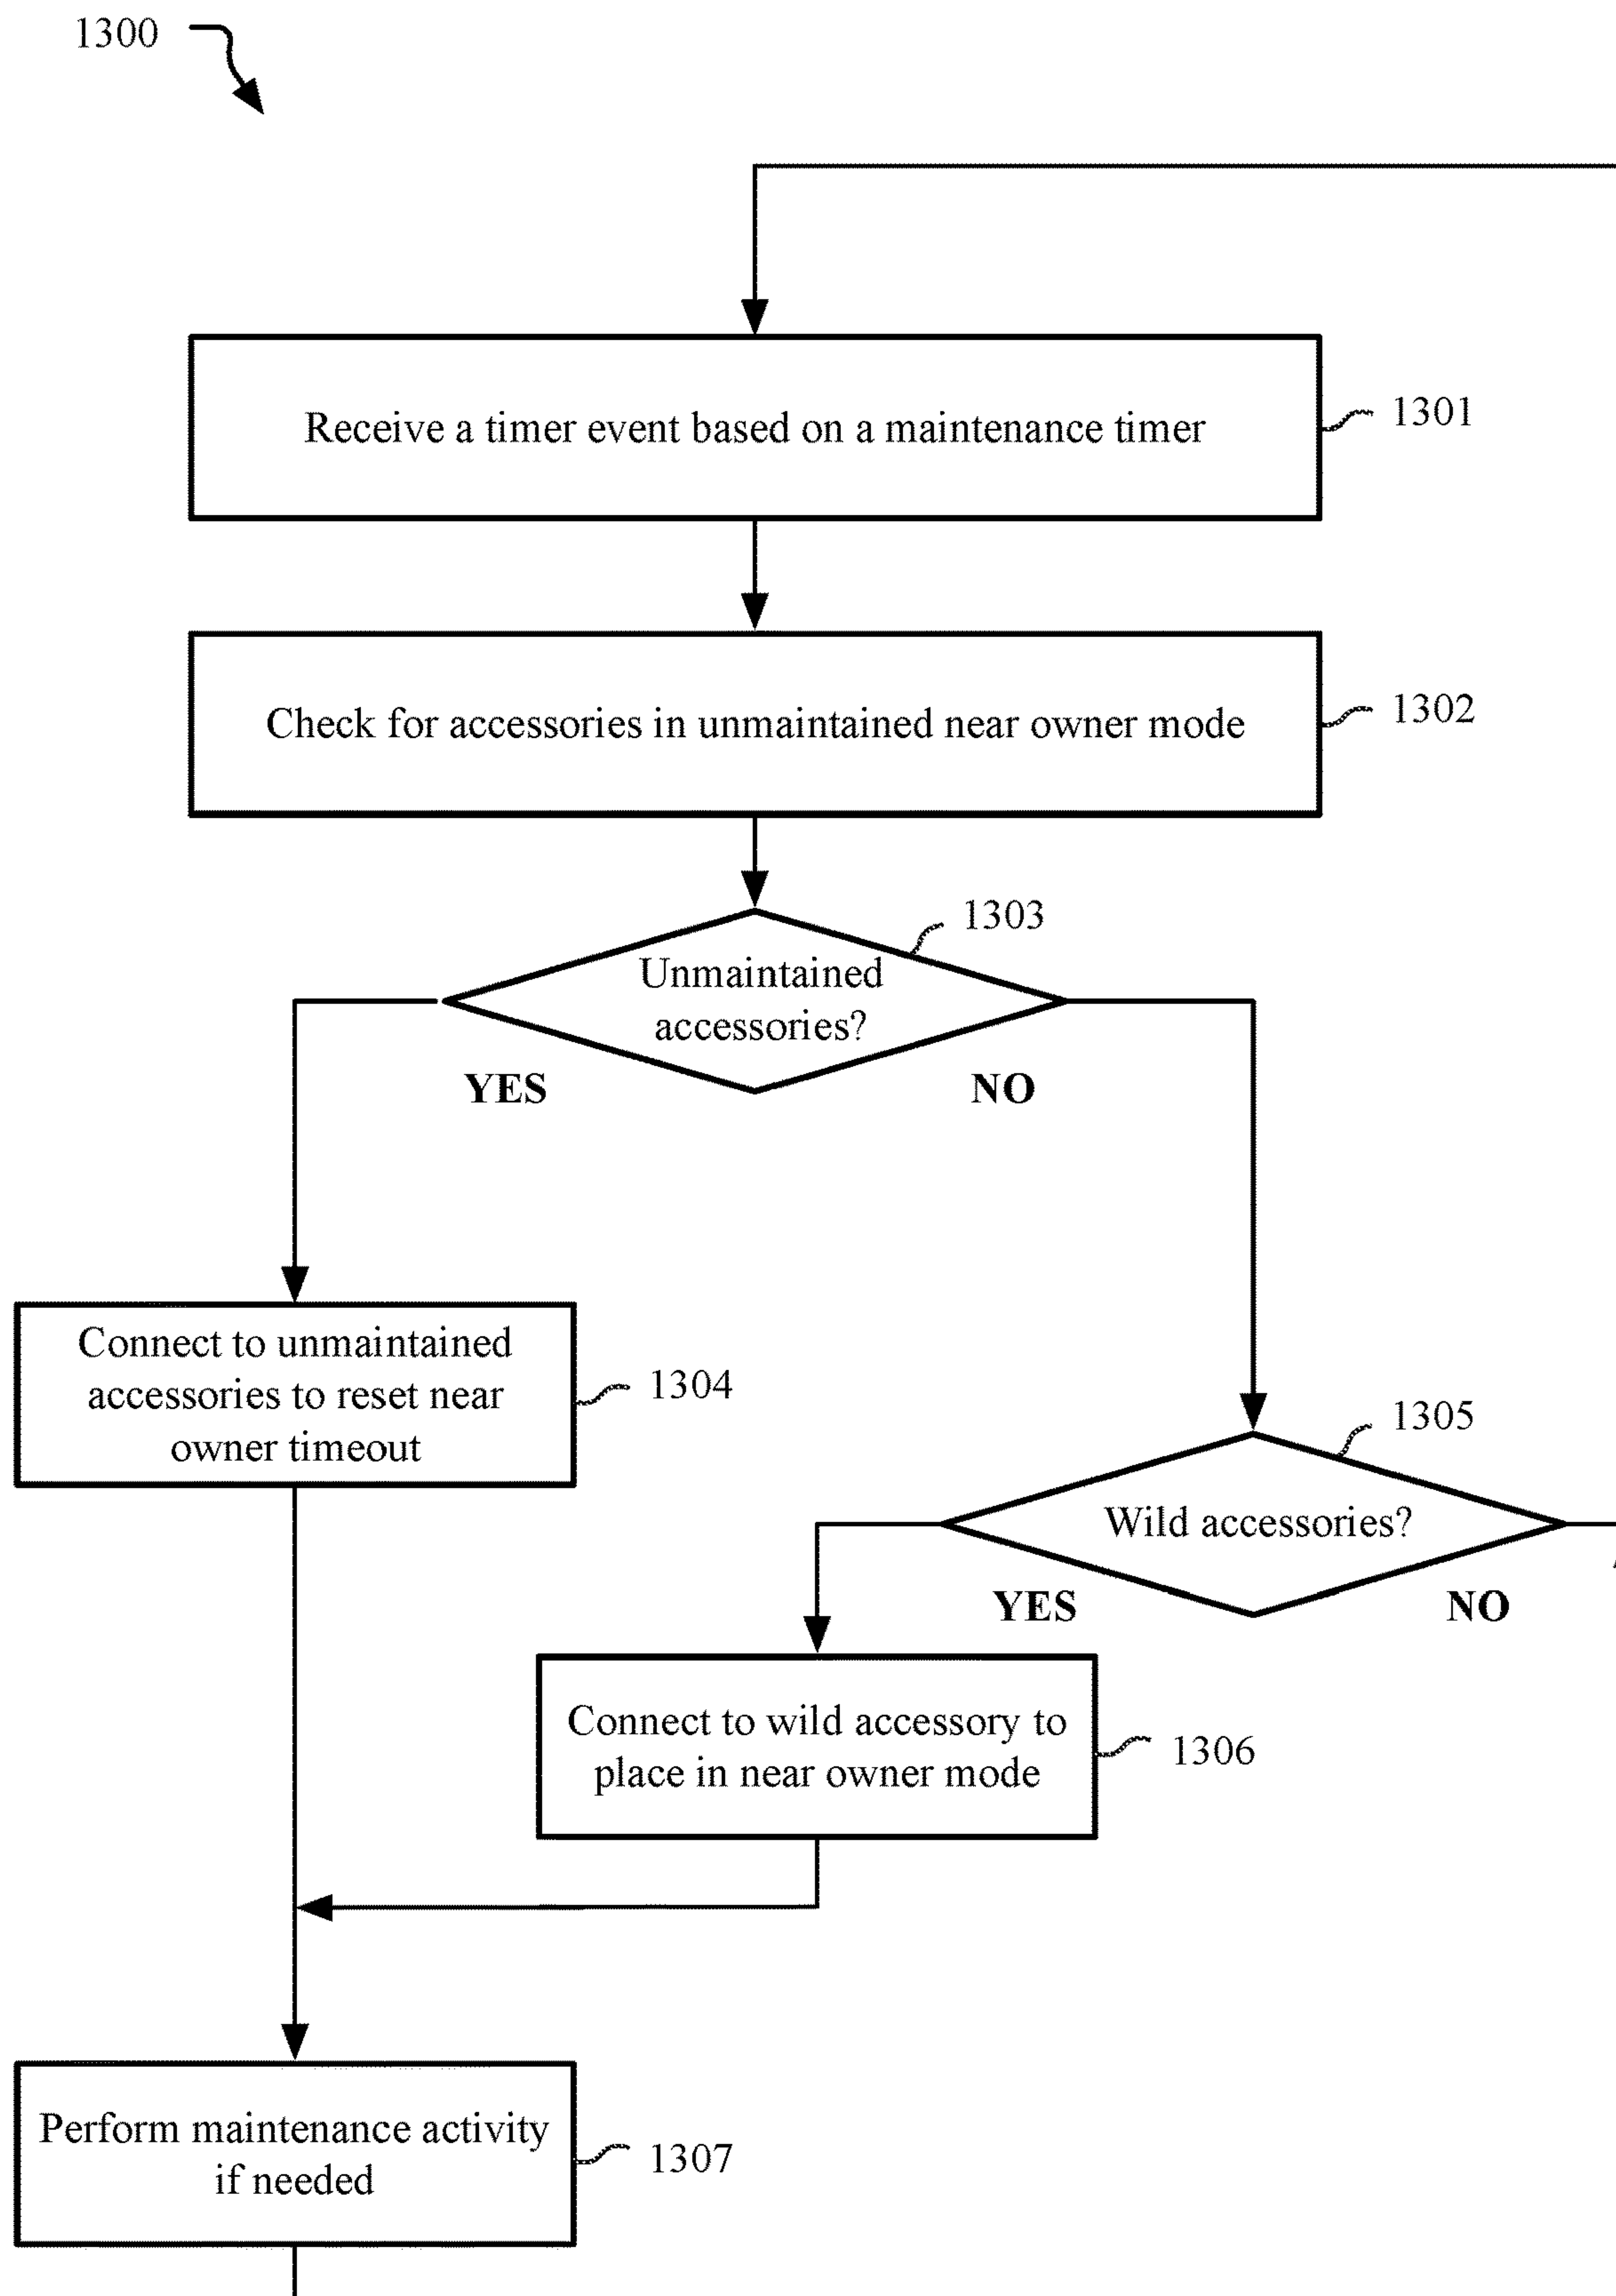 1300
Receive a timer event based on a maintenance timer
1301
Check for accessories in unmaintained near owner mode
1302
1303
Unmaintained
accessories?
YES
NO
Connect to unmaintained
accessories to reset near
owner timeout
1304
1305
Wild accessories?
YES
NO
Connect to wild accessory to
place in near owner mode
1306
Perform maintenance activity
if needed
1307